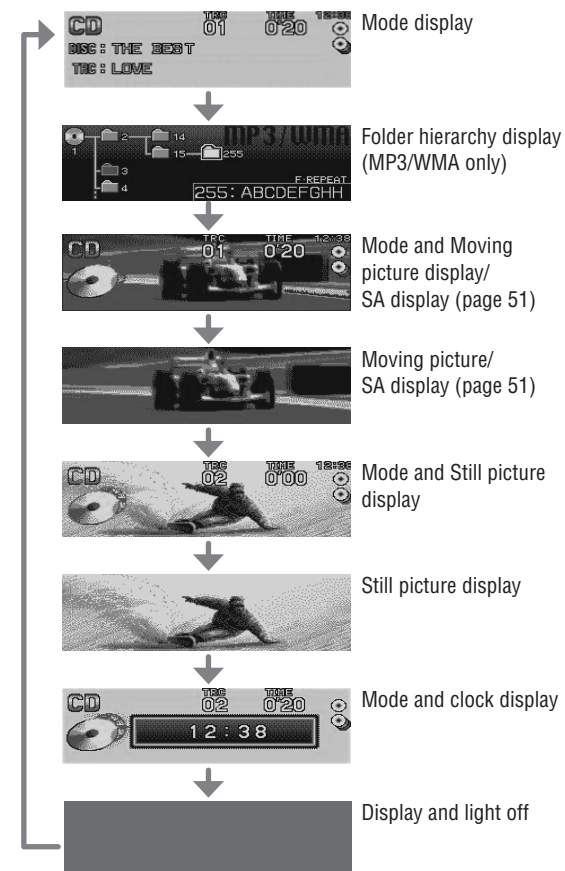 CD TRC 01 TIME 0'20 12:38
DISC : THE BEST
TRC : LOVE
Mode display
MP3/WMA
1 2 14
15 255
3
4
F·REPEAT
255: ABCDEFGHH
Folder hierarchy display
(MP3/WMA only)
CD TRC 01 TIME 0'20 12:38
Mode and Moving
picture display/
SA display (page 51)
Moving picture/
SA display (page 51)
CD TRC 02 TIME 0'00 12:38
Mode and Still picture
display
Still picture display
CD TRC 02 TIME 0'20
12:38
Mode and clock display
Display and light off